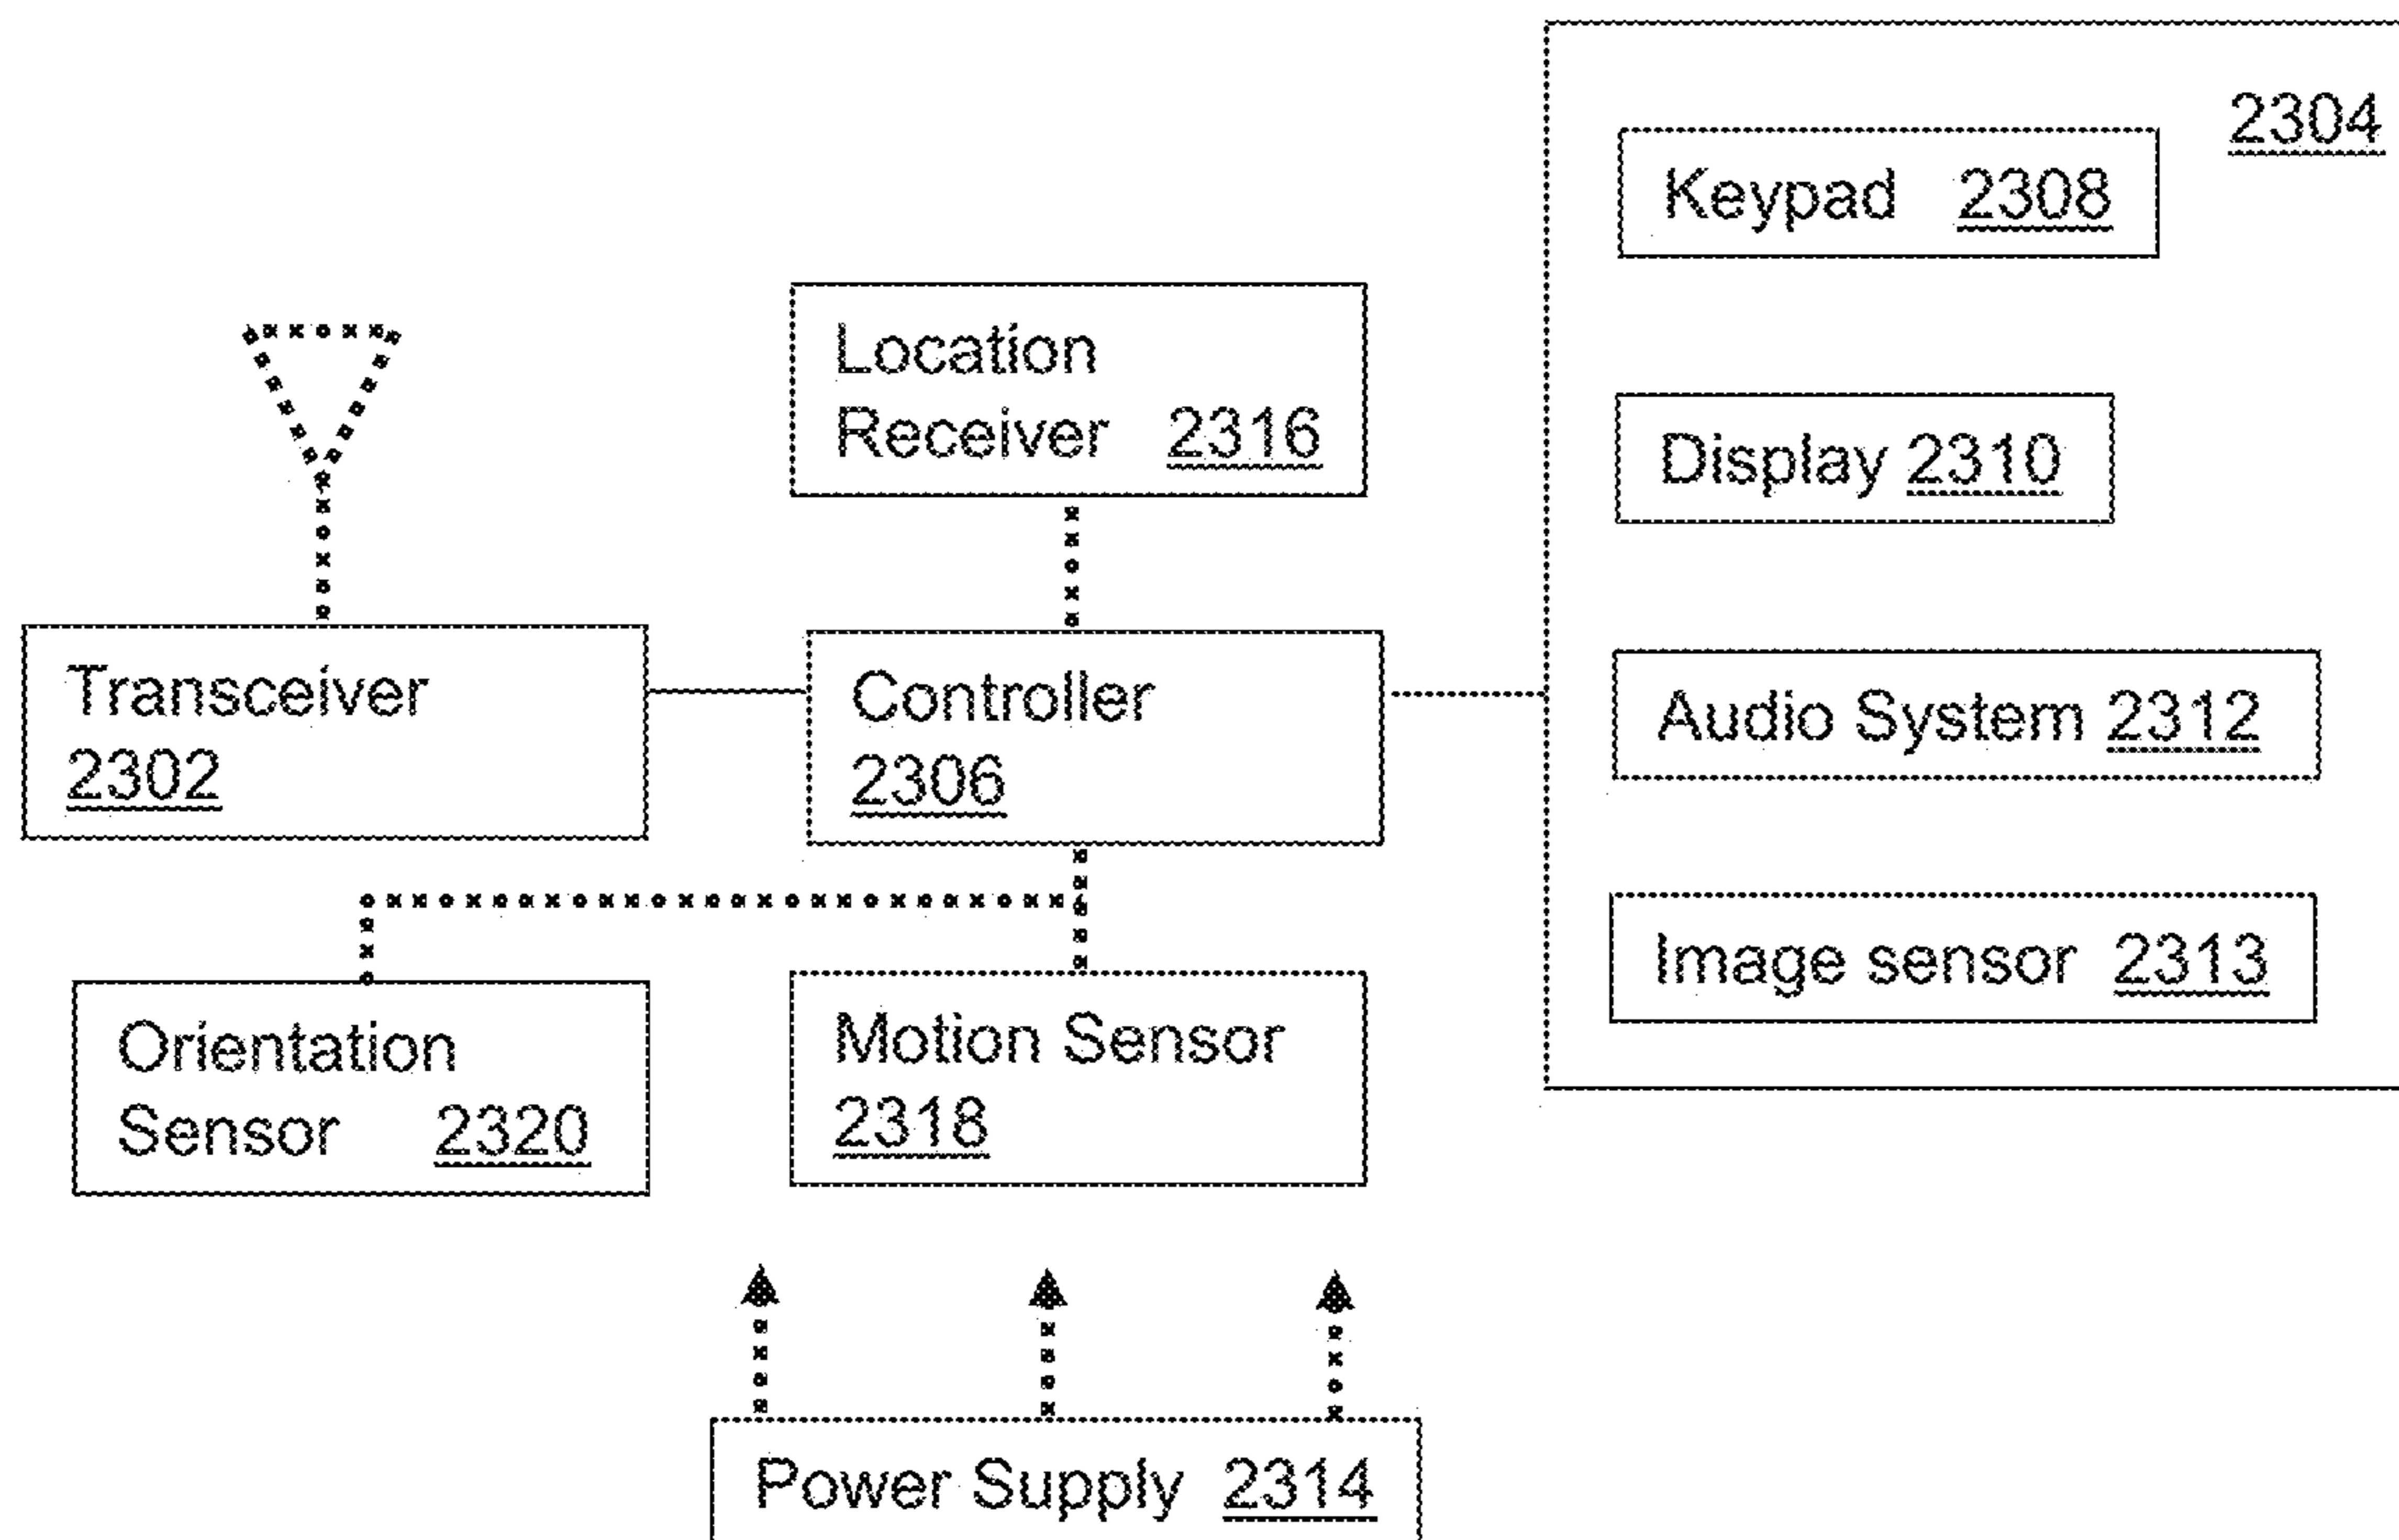 2304
Keypad 2308
Location
Receiver 2316
Display 2310
Transceiver
2302
Controller
2306
Audio System 2312
Image sensor 2313
Orientation
Sensor 2320
Motion Sensor
2318
Power Supply 2314